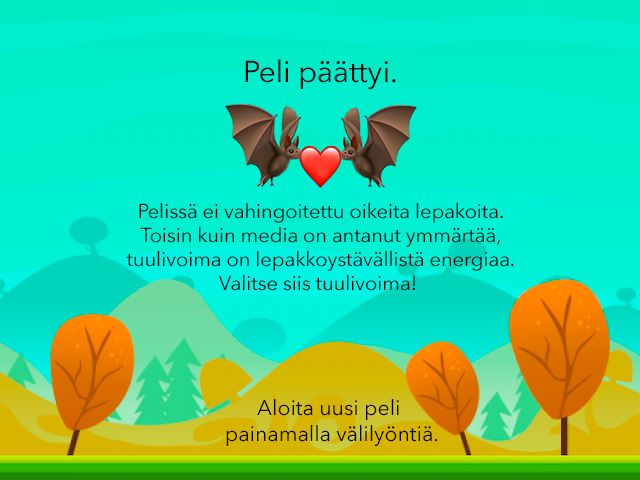 Peli päättyi.
Pelissä ei vahingoitettu oikeita lepakoita.
Toisin kuin media on antanut ymmärtää,
tuulivoima on lepakkoystävällistä energiaa.
Valitse siis tuulivoima!
Aloita uusi peli
painamalla välilyöntiä.